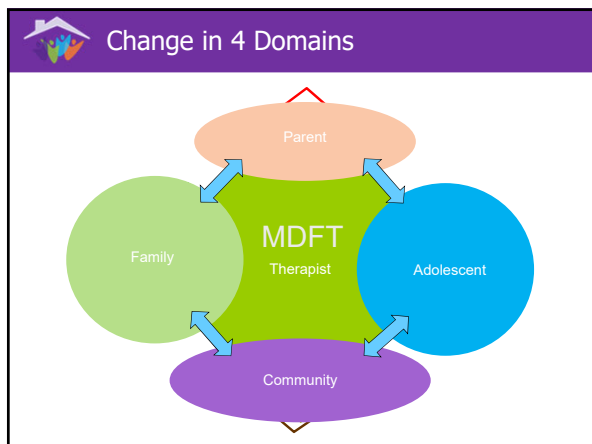 Change in 4 Domains
Parent
MDFT
Therapist
Family
Adolescent
Community